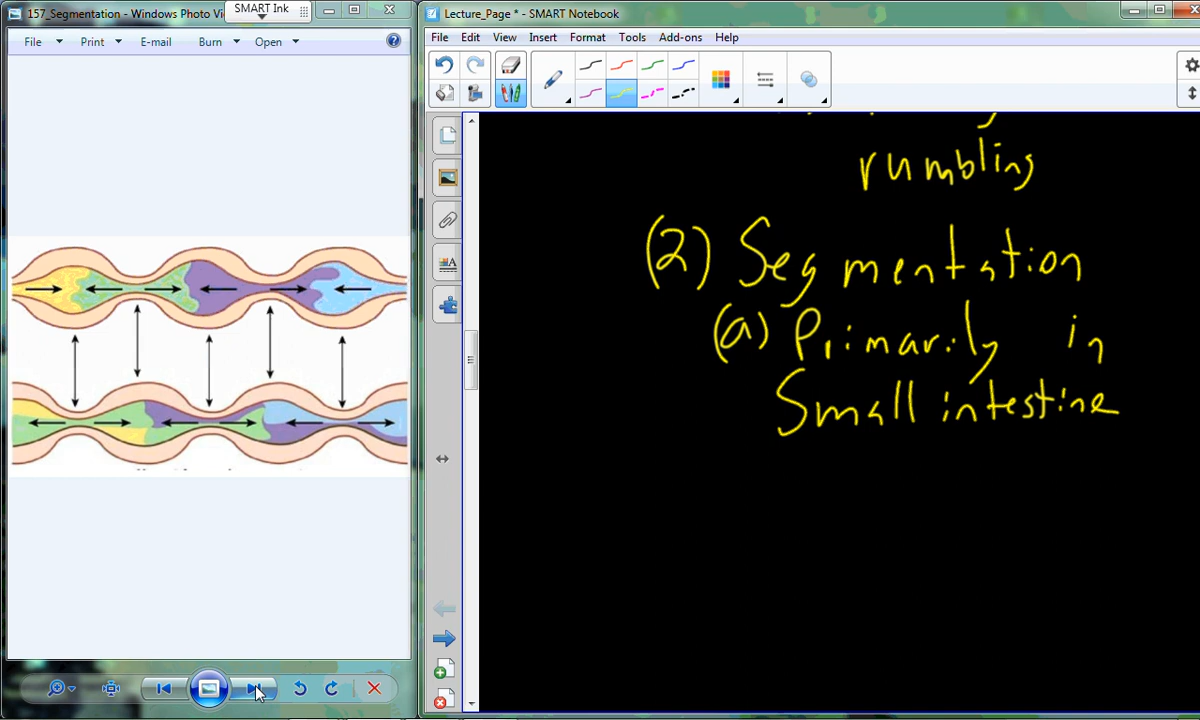 157_Segmentation - Windows Photo Vi
SMART Ink
File Print E-mail Burn Open
Lecture_Page * - SMART Notebook
File Edit View Insert Format Tools Add-ons Help
rumbling
(2) Segmentation
(a) Primarily in
Small intestine